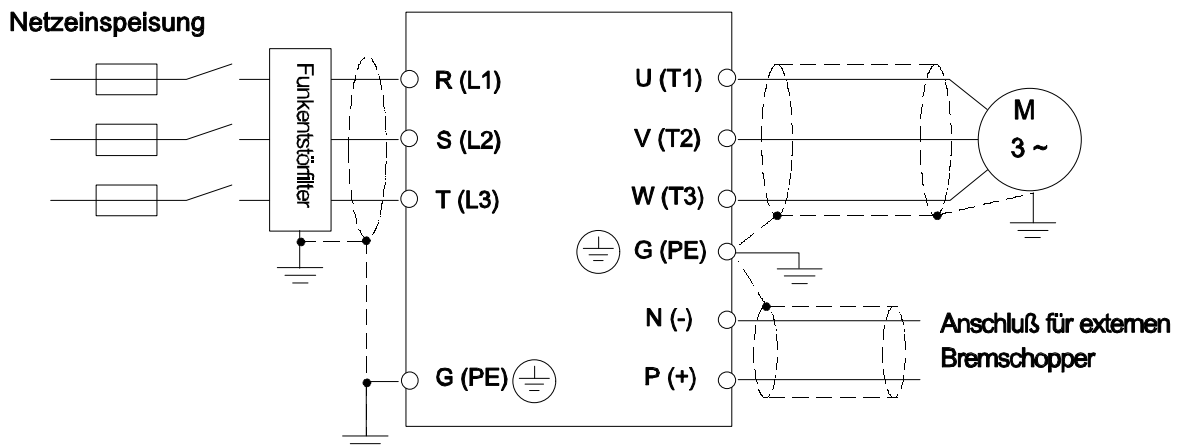 Netzeinspeisung
Funkentstörfilter
R (L1)
S (L2)
T (L3)
G (PE)
U (T1)
V (T2)
W (T3)
G (PE)
N (-)
P (+)
M
3 ~
Anschluß für externen
Bremschopper